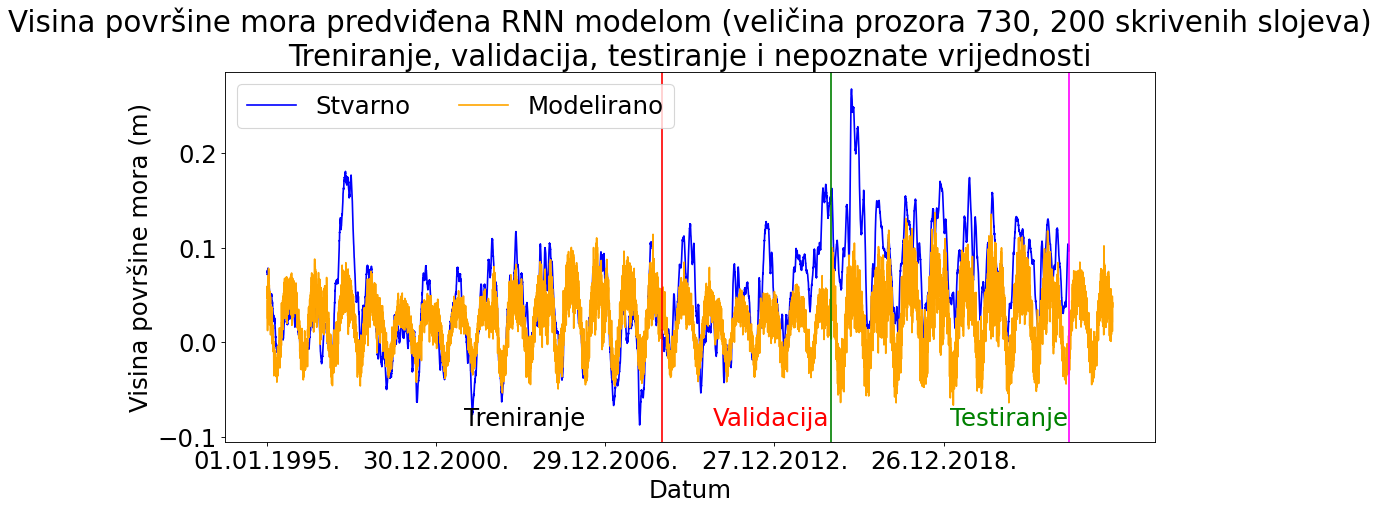 Visina površine mora predviđena RNN modelom (veličina prozora 730, 200 skrivenih slojeva)
Treniranje, validacija, testiranje i nepoznate vrijednosti
Stvarno Modelirano
Visina površine mora (m)
0.2
0.1
0.0
−0.1
Treniranje Validacija Testiranje
01.01.1995. 30.12.2000. 29.12.2006. 27.12.2012. 26.12.2018.
Datum